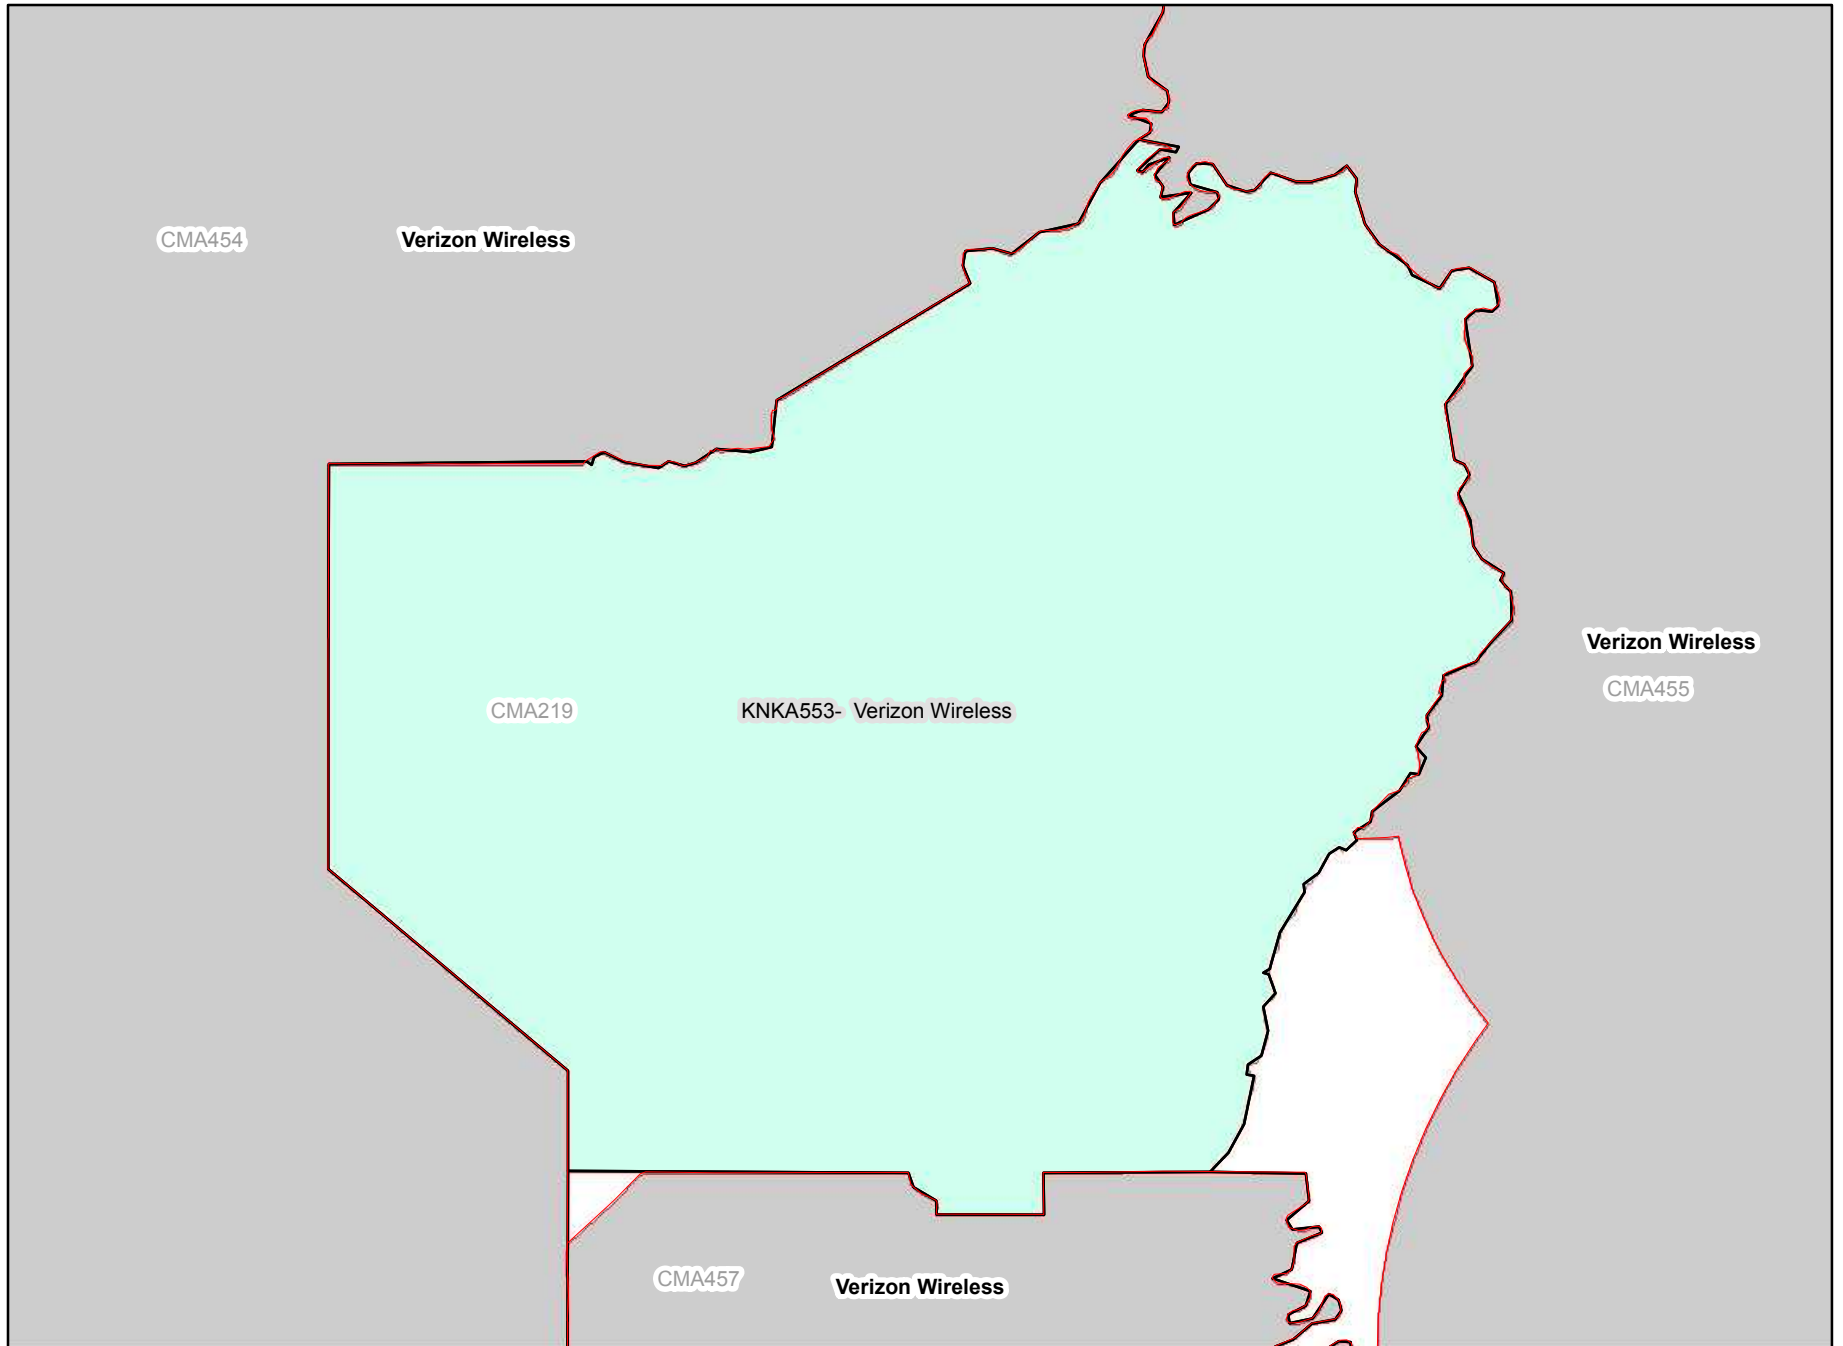 CMA454 Verizon Wireless
Verizon Wireless
CMA455
CMA219 KNKA553- Verizon Wireless
CMA457 Verizon Wireless